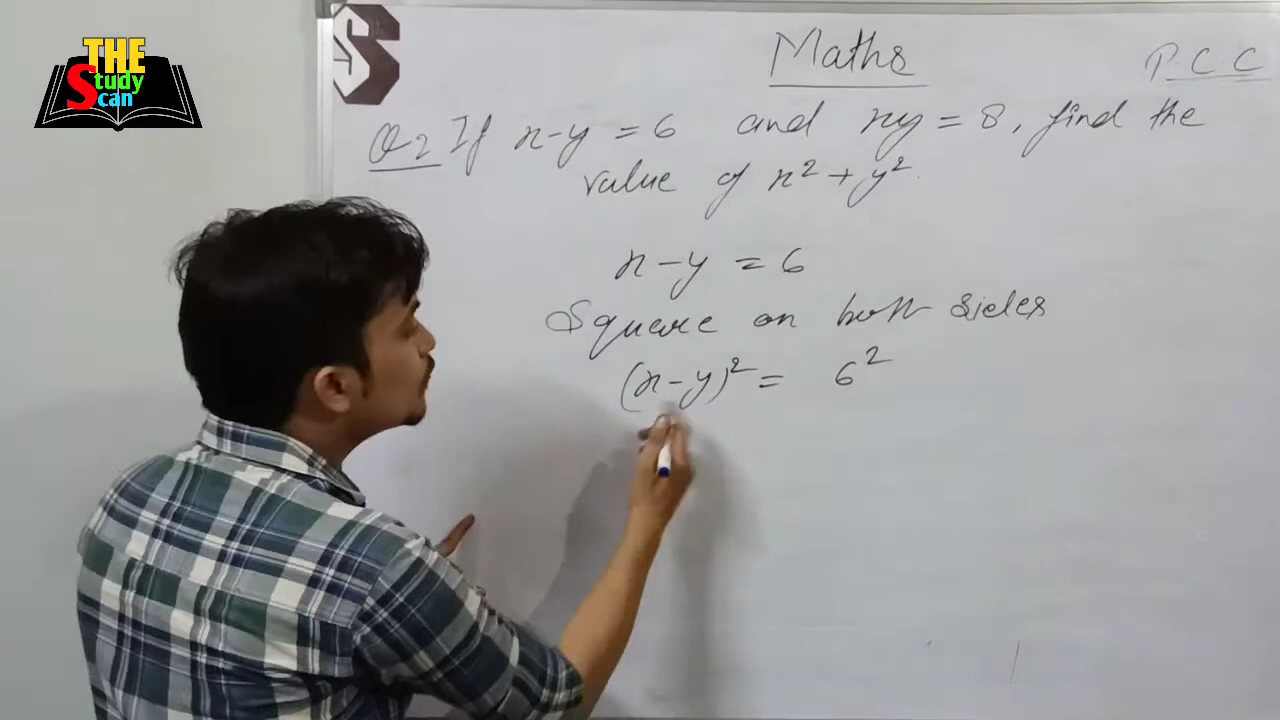 THE
Study
Scan
Maths
P.C.C
Q2 If x-y = 6 and xy = 8, find the
value of x² + y².
x-y = 6
Square on both sides
(x-y)² = 6²